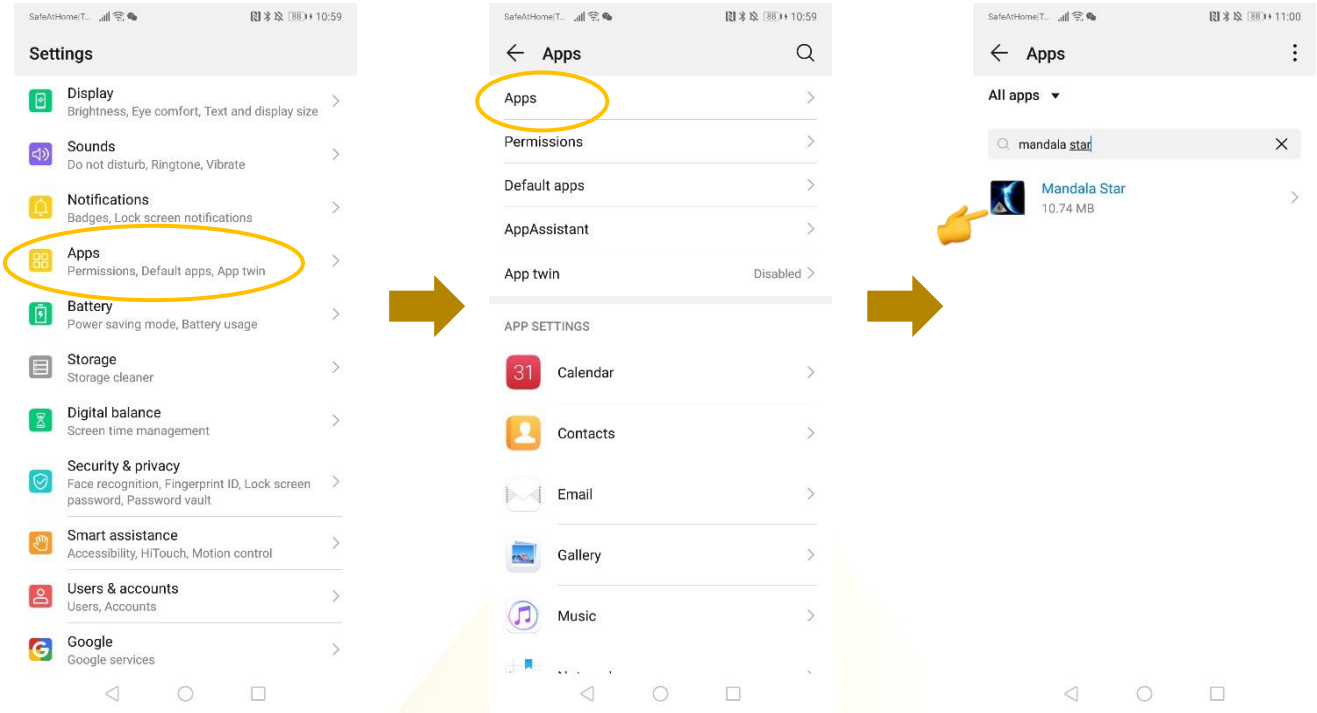 SafeAtHome|T... 88 10:59
Settings
Display
Brightness, Eye comfort, Text and display size
Sounds
Do not disturb, Ringtone, Vibrate
Notifications
Badges, Lock screen notifications
Apps
Permissions, Default apps, App twin
Battery
Power saving mode, Battery usage
Storage
Storage cleaner
Digital balance
Screen time management
Security & privacy
Face recognition, Fingerprint ID, Lock screen
password, Password vault
Smart assistance
Accessibility, HiTouch, Motion control
Users & accounts
Users, Accounts
Google
Google services
SafeAtHome|T... 88 10:59
Apps
Apps
Permissions
Default apps
AppAssistant
App twin Disabled
APP SETTINGS
31 Calendar
Contacts
Email
Gallery
Music
SafeAtHome|T... 88 11:00
Apps
All apps
mandala star
Mandala Star
10.74 MB